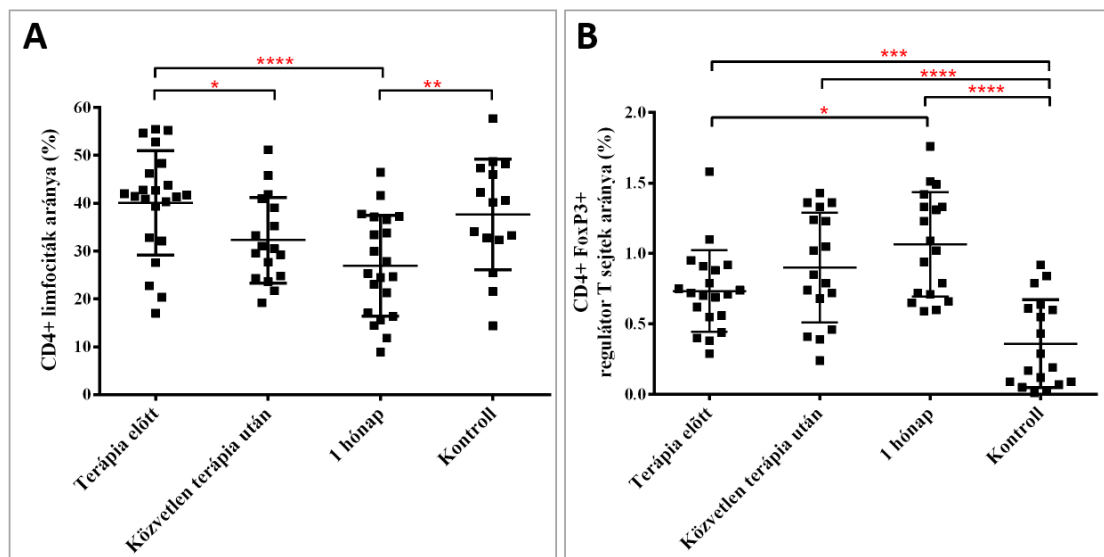 A
****
*
**
CD4+ limfociták aránya (%)
60
50
40
30
20
10
0
Terápia előtt
Közvetlen terápia után
1 hónap
Kontroll
B
***
****
****
*
CD4+ FoxP3+
regulátor T sejtek aránya (%)
2.0
1.5
1.0
0.5
0.0
Terápia előtt
Közvetlen terápia után
1 hónap
Kontroll